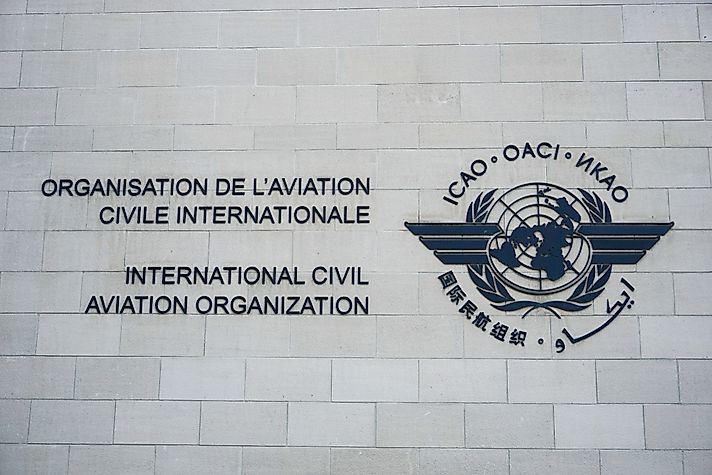 ORGANISATION DE L'AVIATION
CIVILE INTERNATIONALE
INTERNATIONAL CIVIL
AVIATION ORGANIZATION
ICAO • OACI • ИКАО
国际民航组织 • ايكاو